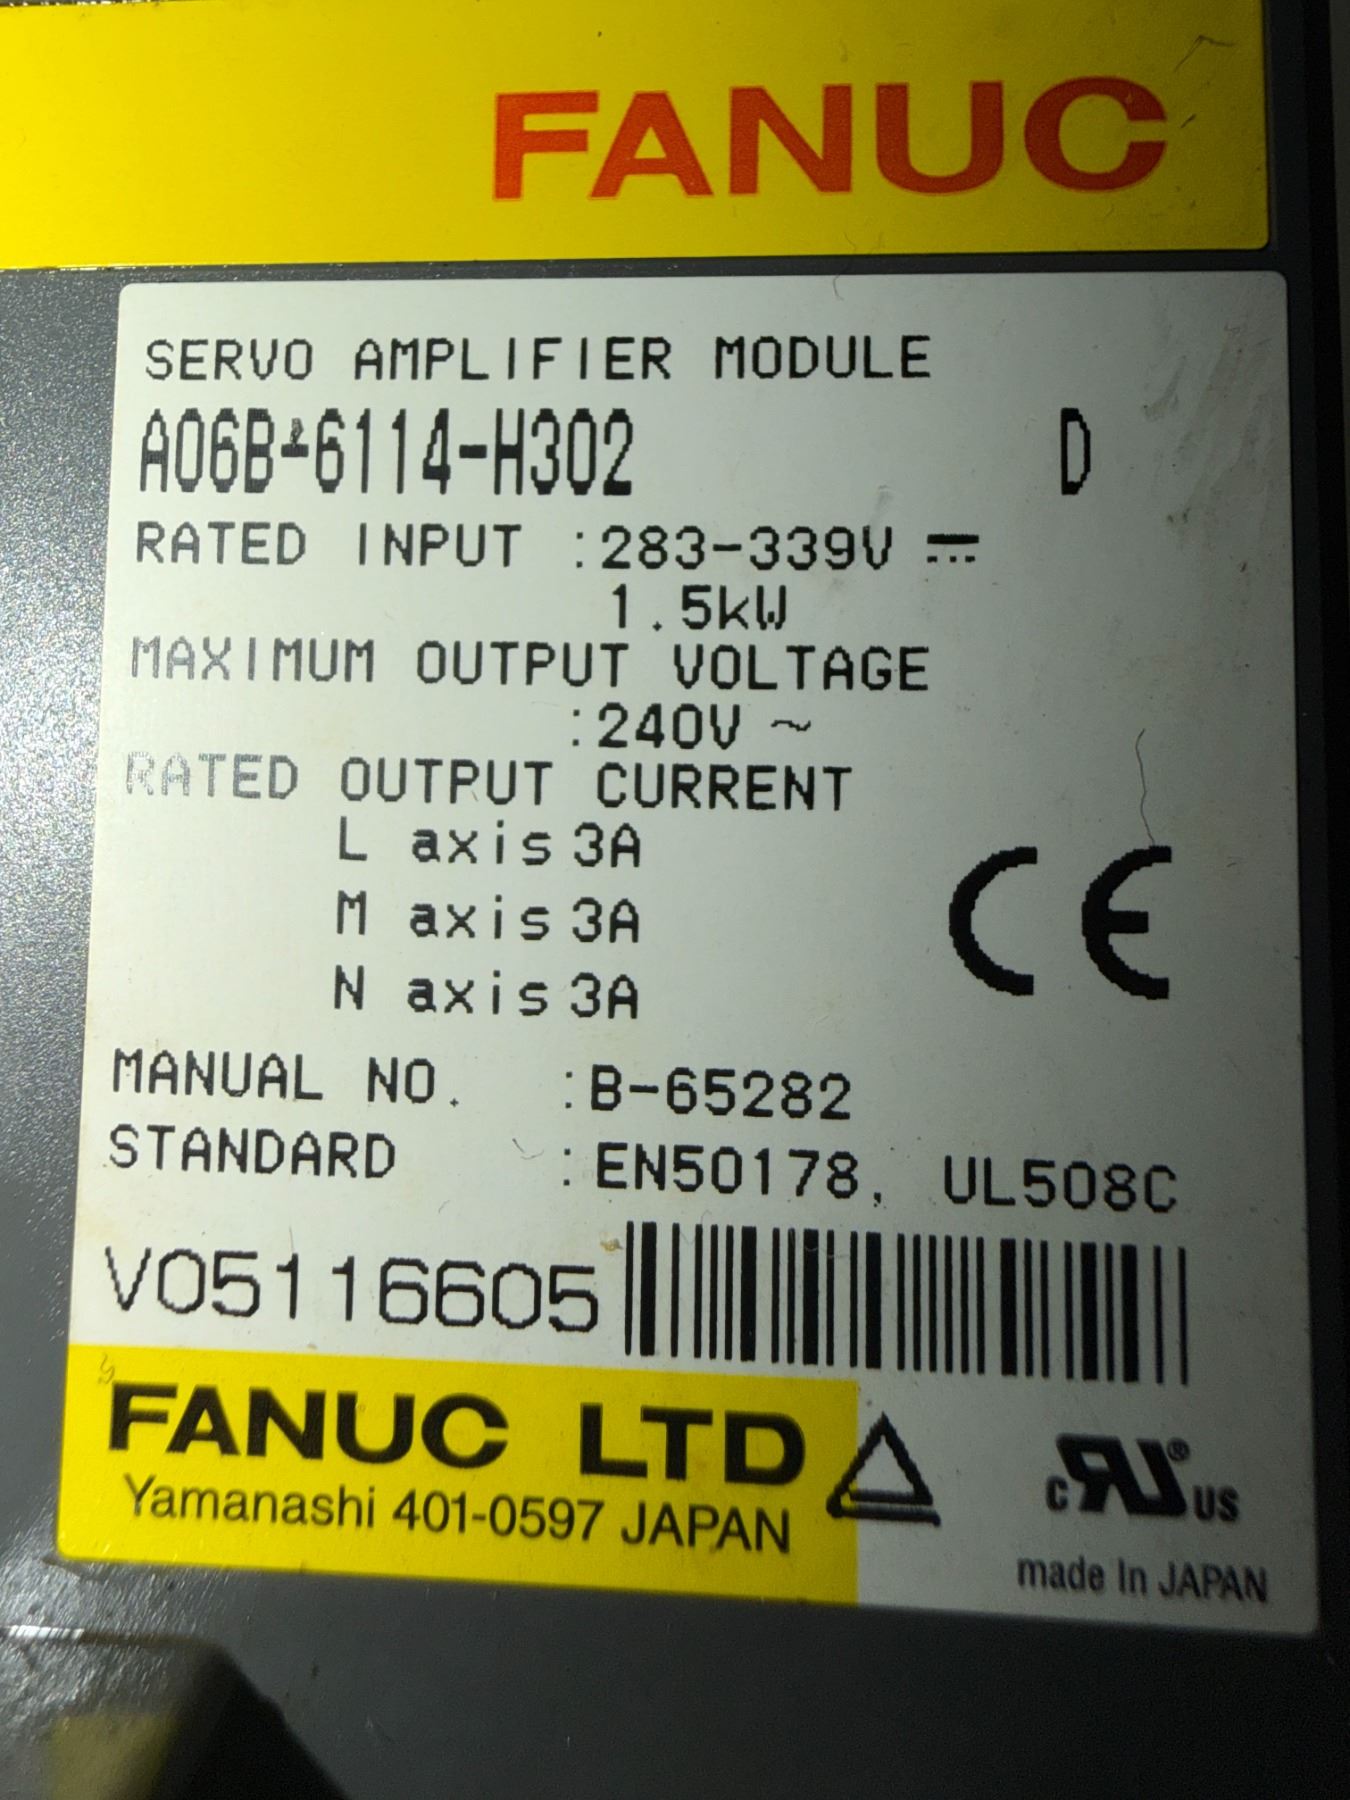 FANUC
SERVO AMPLIFIER MODULE
A06B-6114-H302 D
RATED INPUT :283-339V ⎓
1.5kW
MAXIMUM OUTPUT VOLTAGE
:240V ~
RATED OUTPUT CURRENT
L axis 3A
M axis 3A
N axis 3A
CE
MANUAL NO. :B-65282
STANDARD :EN50178, UL508C
V05116605
FANUC LTD
Yamanashi 401-0597 JAPAN
c RU ® US
made In JAPAN